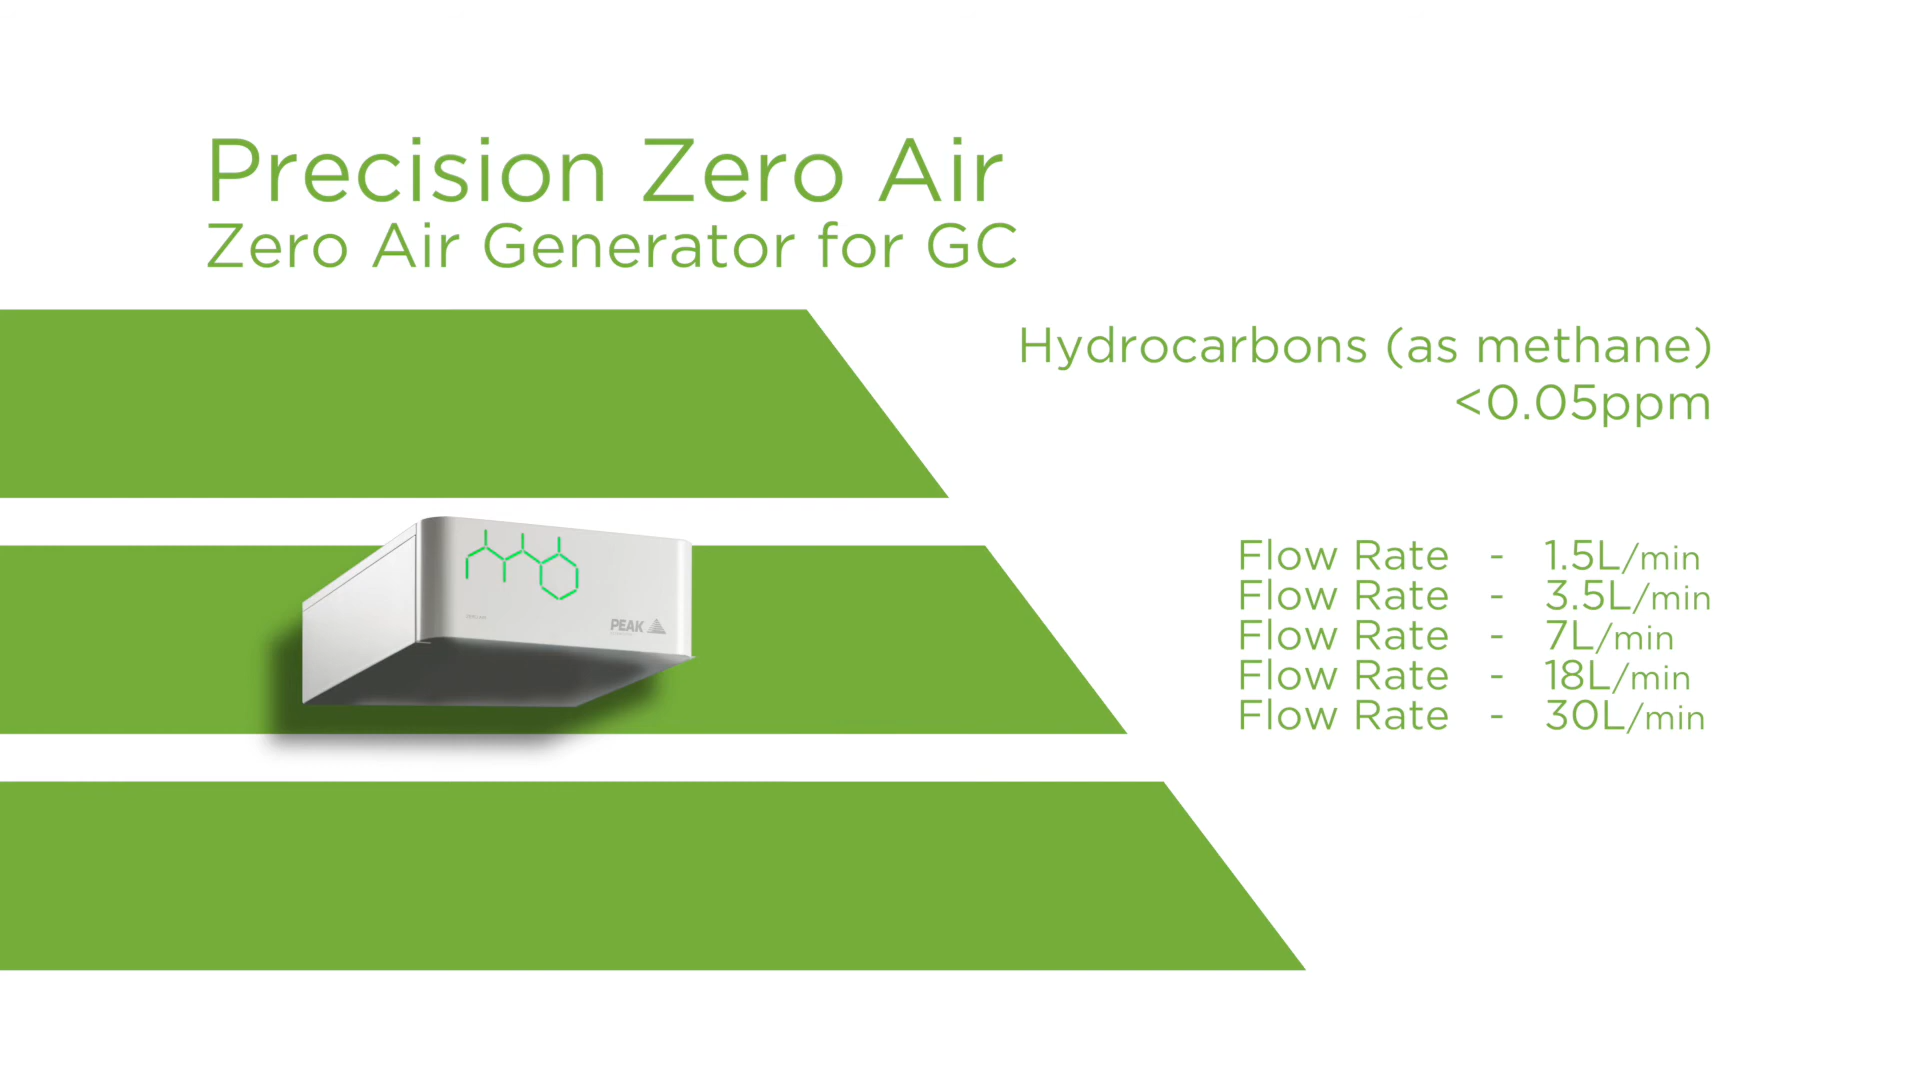 Precision Zero Air
Zero Air Generator for GC
Hydrocarbons (as methane)
<0.05ppm
Flow Rate - 1.5L/min
Flow Rate - 3.5L/min
Flow Rate - 7L/min
Flow Rate - 18L/min
Flow Rate - 30L/min
PEAK